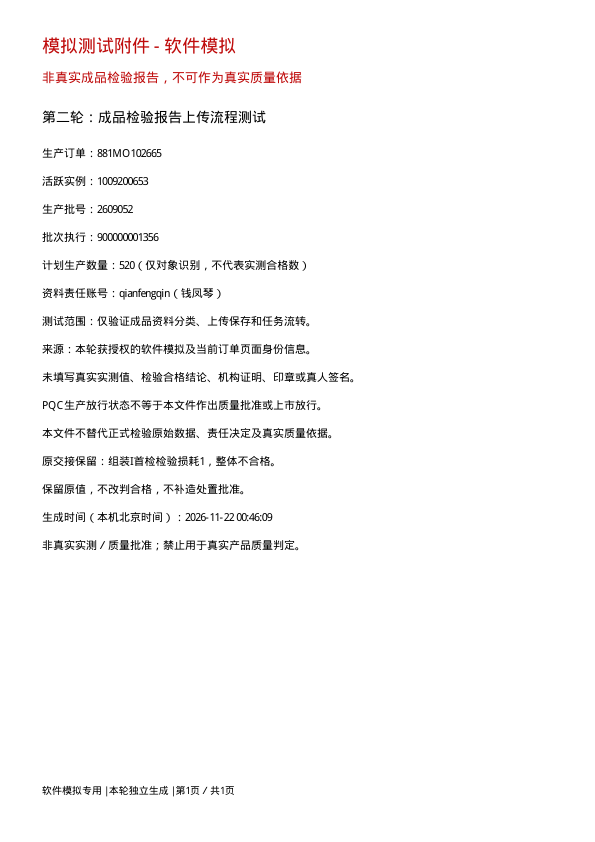 模拟测试附件 - 软件模拟
非真实成品检验报告，不可作为真实质量依据
第二轮：成品检验报告上传流程测试
生产订单：881MO102665
活跃实例：1009200653
生产批号：2609052
批次执行：900000001356
计划生产数量：520（仅对象识别，不代表实测合格数）
资料责任账号：qianfengqin（钱凤琴）
测试范围：仅验证成品资料分类、上传保存和任务流转。
来源：本轮获授权的软件模拟及当前订单页面身份信息。
未填写真实实测值、检验合格结论、机构证明、印章或真人签名。
PQC生产放行状态不等于本文件作出质量批准或上市放行。
本文件不替代正式检验原始数据、责任决定及真实质量依据。
原交接保留：组装I首检检验损耗1，整体不合格。
保留原值，不改判合格，不补造处置批准。
生成时间（本机北京时间）：2026-11-22 00:46:09
非真实实测 / 质量批准；禁止用于真实产品质量判定。
软件模拟专用 |本轮独立生成 |第1页 / 共1页